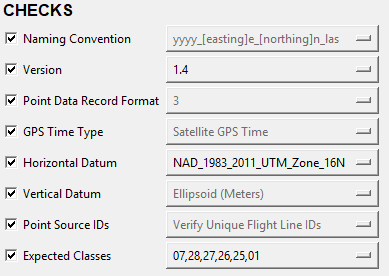 CHECKS
Naming Convention yyyy_[easting]e_[northing]n_las
Version 1.4
Point Data Record Format 3
GPS Time Type Satellite GPS Time
Horizontal Datum NAD_1983_2011_UTM_Zone_16N
Vertical Datum Ellipsoid (Meters)
Point Source IDs Verify Unique Flight Line IDs
Expected Classes 07,28,27,26,25,01